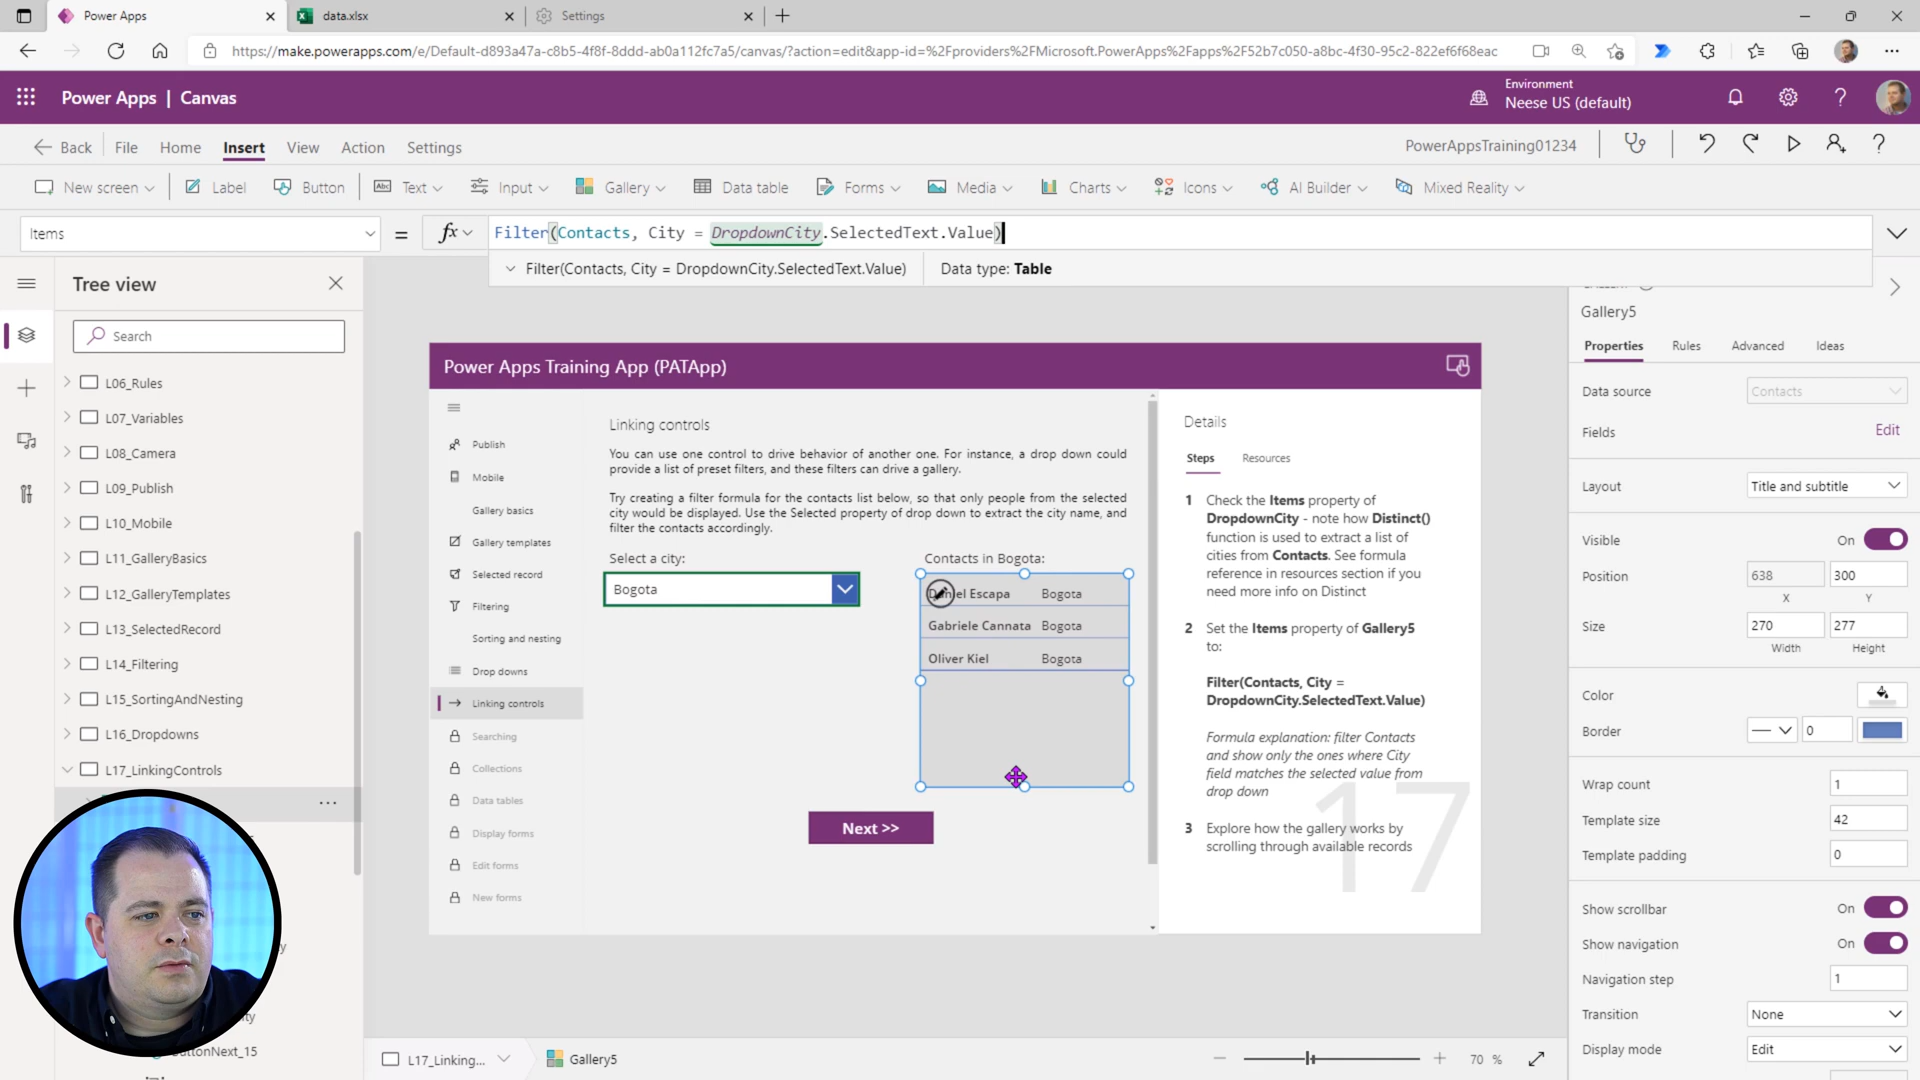 Power Apps
data.xlsx
Settings
https://make.powerapps.com/e/Default-d893a47a-c8b5-4f8f-8ddd-ab0a112fc7a5/canvas/?action=edit&app-id=%2Fproviders%2FMicrosoft.PowerApps%2Fapps%2F52b7c050-a8bc-4f30-95c2-822ef6f68eac
Power Apps | Canvas
Environment
Neese US (default)
Back File Home Insert View Action Settings
PowerAppsTraining01234
New screen Label Button Text Input Gallery Data table Forms Media Charts Icons AI Builder Mixed Reality
Items = fx Filter(Contacts, City = DropdownCity.SelectedText.Value)
Filter(Contacts, City = DropdownCity.SelectedText.Value) Data type: Table
Tree view
Search
L06_Rules
L07_Variables
L08_Camera
L09_Publish
L10_Mobile
L11_GalleryBasics
L12_GalleryTemplates
L13_SelectedRecord
L14_Filtering
L15_SortingAndNesting
L16_Dropdowns
L17_LinkingControls
Power Apps Training App (PATApp)
Publish
Mobile
Gallery basics
Gallery templates
Selected record
Filtering
Sorting and nesting
Drop downs
Linking controls
Searching
Collections
Data tables
Display forms
Edit forms
New forms
Linking controls
You can use one control to drive behavior of another one. For instance, a drop down could
provide a list of preset filters, and these filters can drive a gallery.
Try creating a filter formula for the contacts list below, so that only people from the selected
city would be displayed. Use the Selected property of drop down to extract the city name, and
filter the contacts accordingly.
Select a city:
Bogota
Contacts in Bogota:
Daniel Escapa Bogota
Gabriele Cannata Bogota
Oliver Kiel Bogota
Next >>
Details
Steps Resources
1 Check the Items property of
DropdownCity - note how Distinct()
function is used to extract a list of
cities from Contacts. See formula
reference in resources section if you
need more info on Distinct
2 Set the Items property of Gallery5
to:
Filter(Contacts, City =
DropdownCity.SelectedText.Value)
Formula explanation: filter Contacts
and show only the ones where City
field matches the selected value from
drop down
3 Explore how the gallery works by
scrolling through available records
17
Gallery5
Properties Rules Advanced Ideas
Data source Contacts
Fields Edit
Layout Title and subtitle
Visible On
Position 638 300
X Y
Size 270 277
Width Height
Color
Border 0
Wrap count 1
Template size 42
Template padding 0
Show scrollbar On
Show navigation On
Navigation step 1
Transition None
Display mode Edit
L17_Linking... Gallery5
70 %